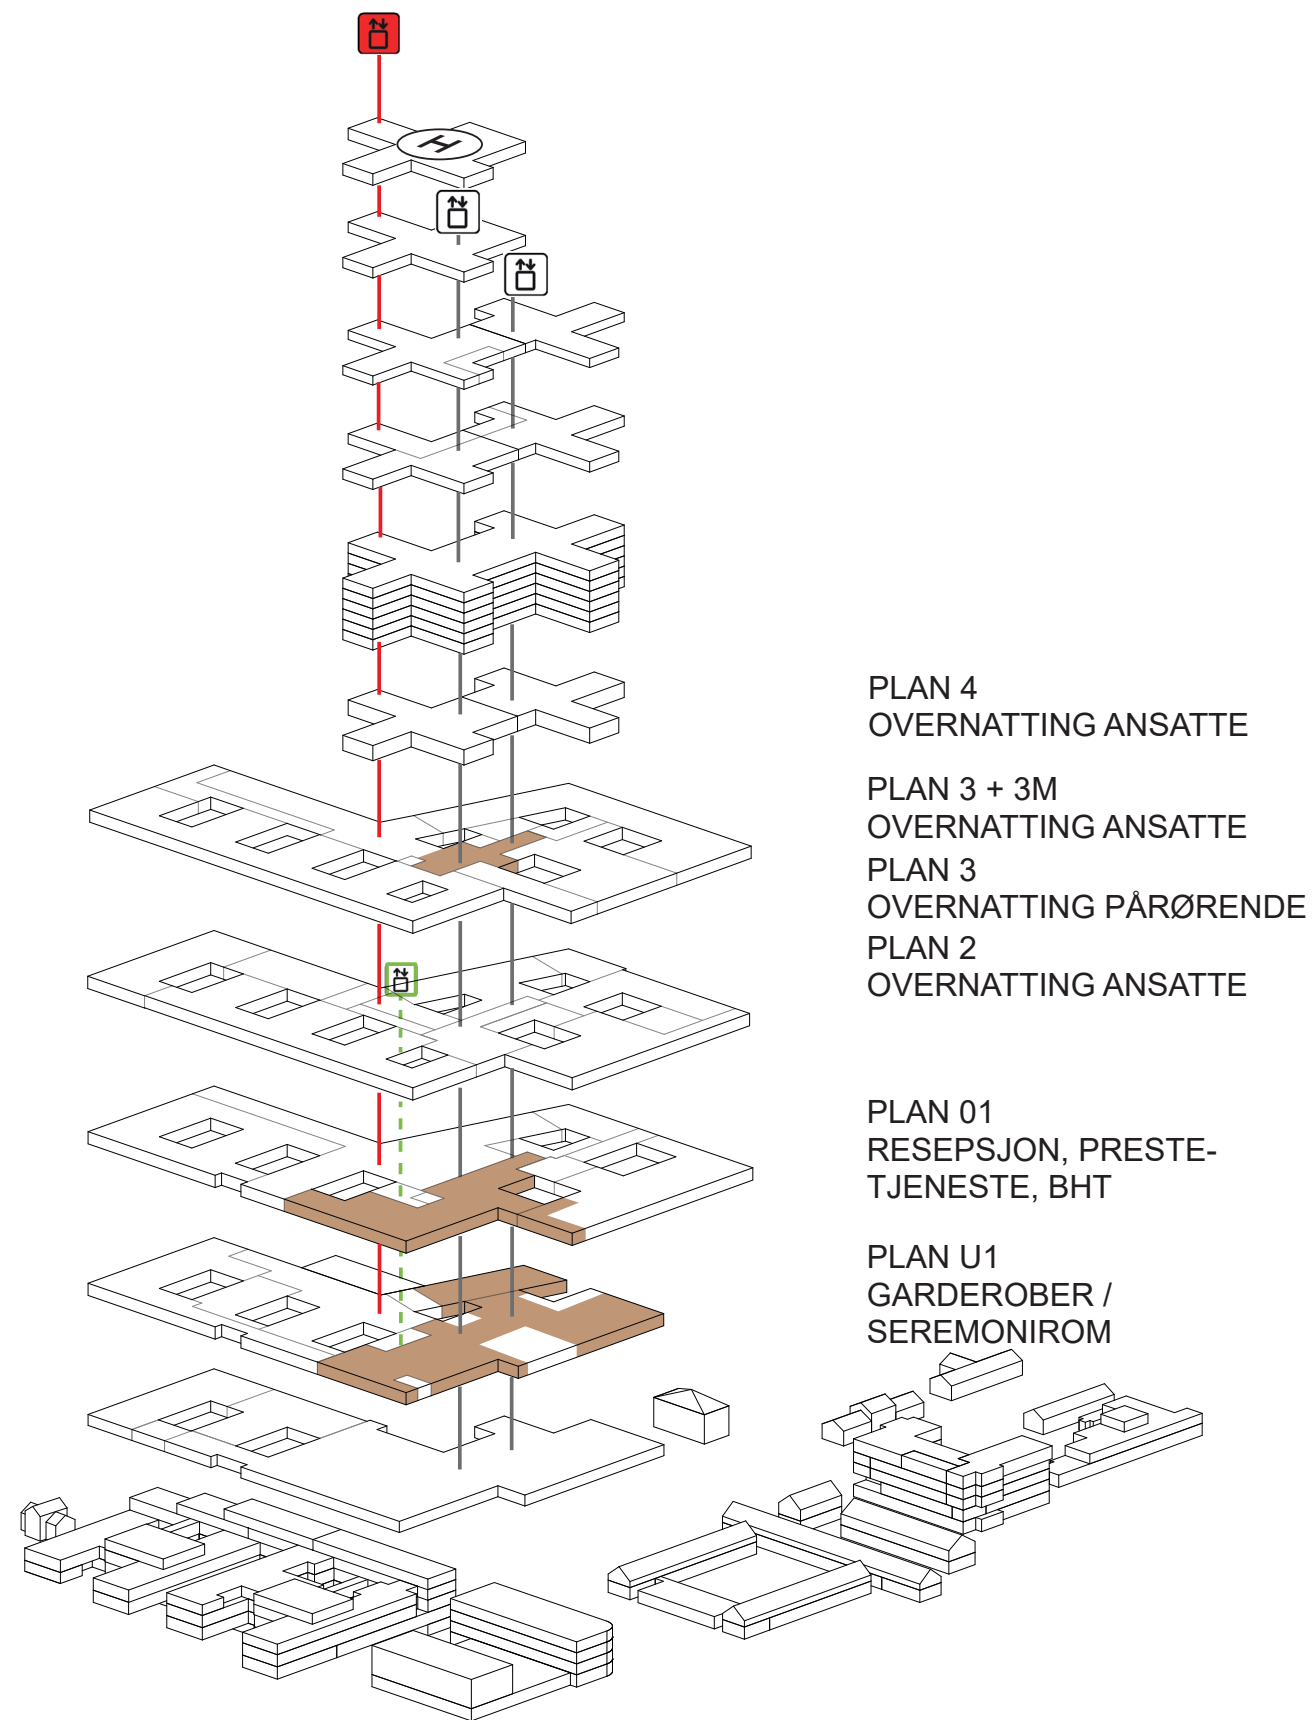 H
PLAN 4
OVERNATTING ANSATTE
PLAN 3 + 3M
OVERNATTING ANSATTE
PLAN 3
OVERNATTING PÅRØRENDE
PLAN 2
OVERNATTING ANSATTE
PLAN 01
RESEPSJON, PRESTE-
TJENESTE, BHT
PLAN U1
GARDEROBER /
SEREMONIROM